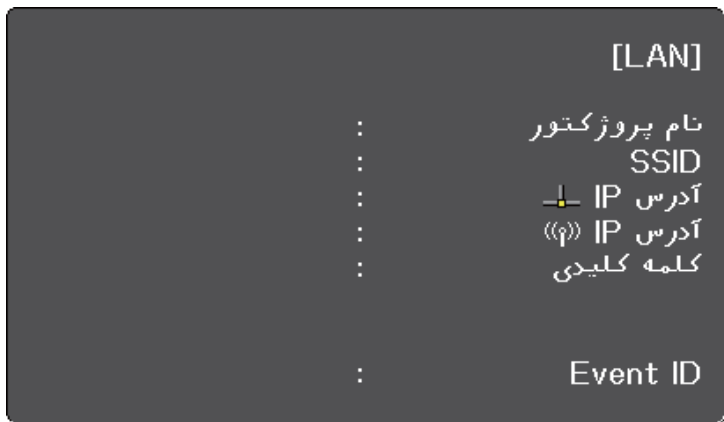 [LAN]
نام پروژکتور :
SSID :
آدرس IP :
آدرس IP :
کلمه کلیدی :
Event ID :